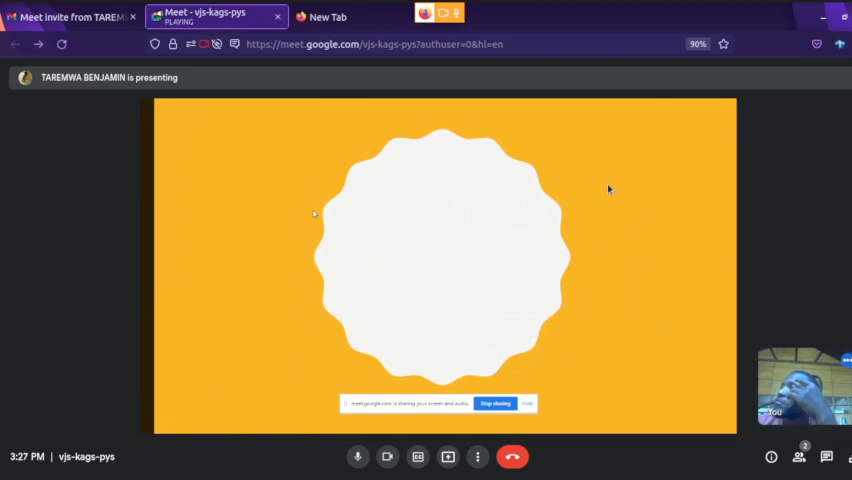 Meet invite from TAREM
Meet - vjs-kags-pys
PLAYING
New Tab
https://meet.google.com/vjs-kags-pys?authuser=0&hl=en
90%
TAREMWA BENJAMIN is presenting
meet.google.com is sharing your screen and audio.
Stop sharing
Hide
You
2
3:27 PM | vjs-kags-pys